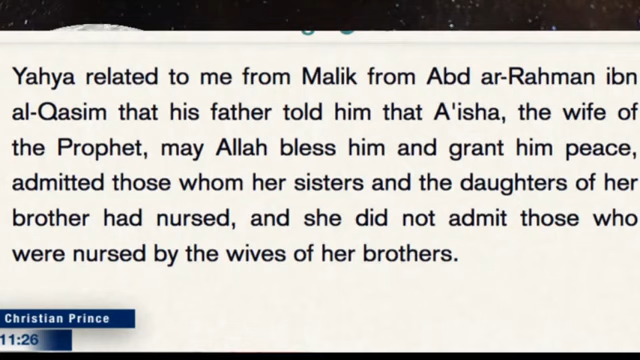 Yahya related to me from Malik from Abd ar-Rahman ibn
al-Qasim that his father told him that A'isha, the wife of
the Prophet, may Allah bless him and grant him peace,
admitted those whom her sisters and the daughters of her
brother had nursed, and she did not admit those who
were nursed by the wives of her brothers.
Christian Prince
11:26